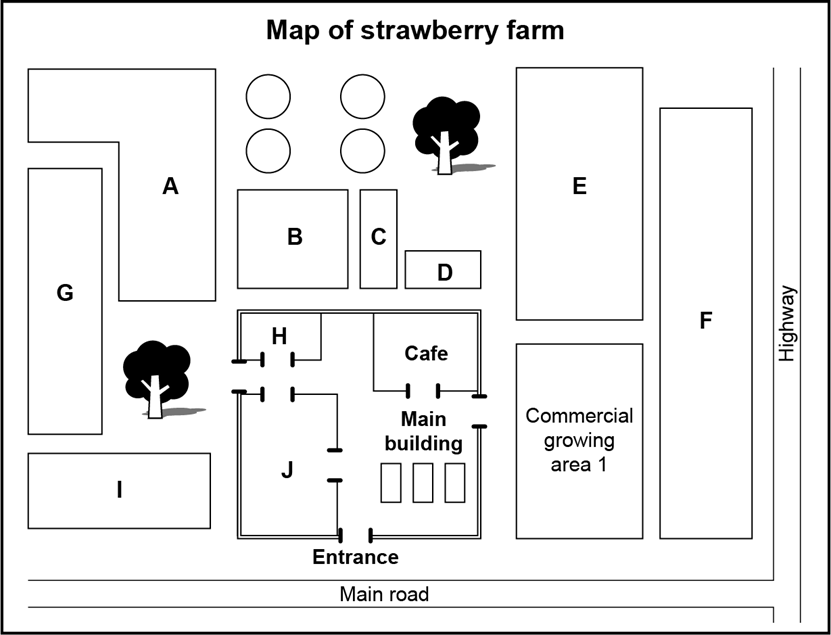 Map of strawberry farm
A
B
C
D
E
F
G
H
Cafe
Main
building
Commercial
growing
area 1
I
J
Entrance
Main road
Highway